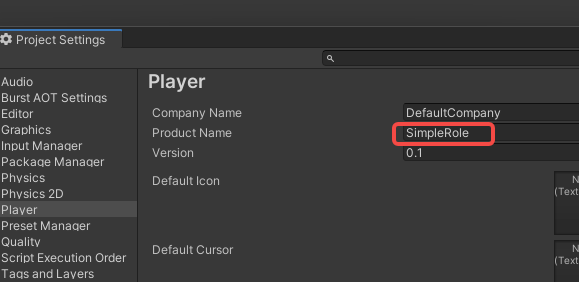 Project Settings
Audio
Burst AOT Settings
Editor
Graphics
Input Manager
Package Manager
Physics
Physics 2D
Player
Preset Manager
Quality
Script Execution Order
Tags and Layers
Player
Company Name DefaultCompany
Product Name SimpleRole
Version 0.1
Default Icon
N
(Text
Default Cursor
N
(Text